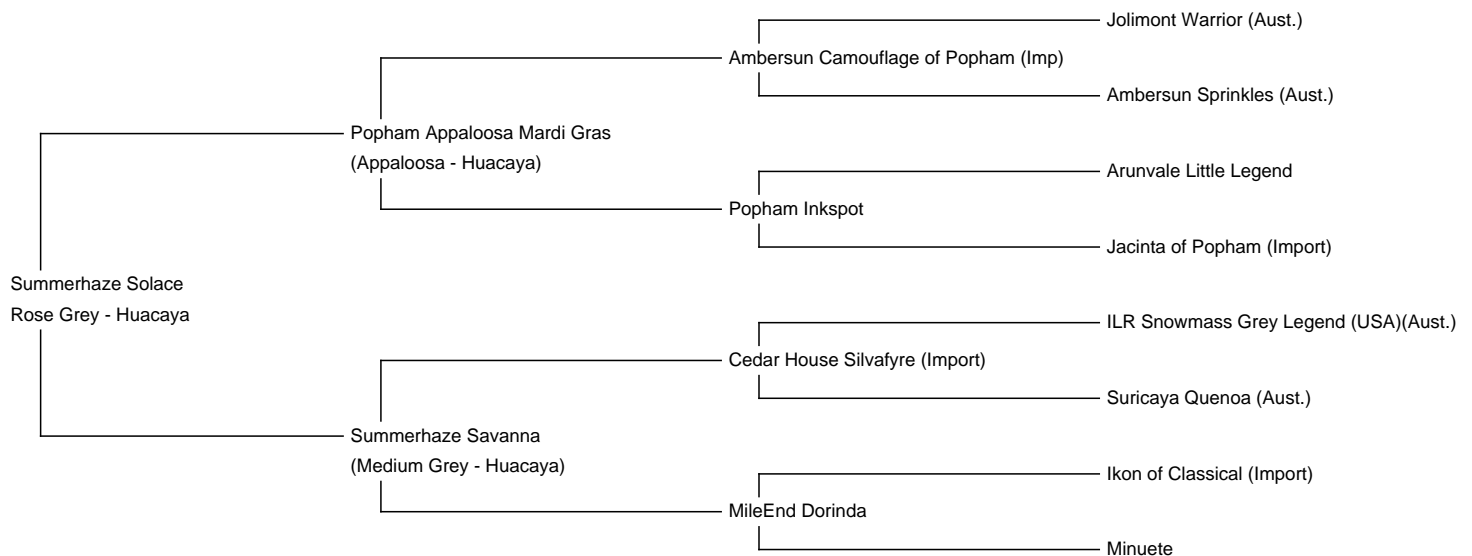 Jolimont Warrior (Aust.)
Ambersun Camouflage of Popham (Imp)
Ambersun Sprinkles (Aust.)
Popham Appaloosa Mardi Gras
(Appaloosa - Huacaya)
Arunvale Little Legend
Popham Inkspot
Jacinta of Popham (Import)
Summerhaze Solace
Rose Grey - Huacaya
ILR Snowmass Grey Legend (USA)(Aust.)
Cedar House Silvafyre (Import)
Suricaya Quenoa (Aust.)
Summerhaze Savanna
(Medium Grey - Huacaya)
Ikon of Classical (Import)
MileEnd Dorinda
Minuete